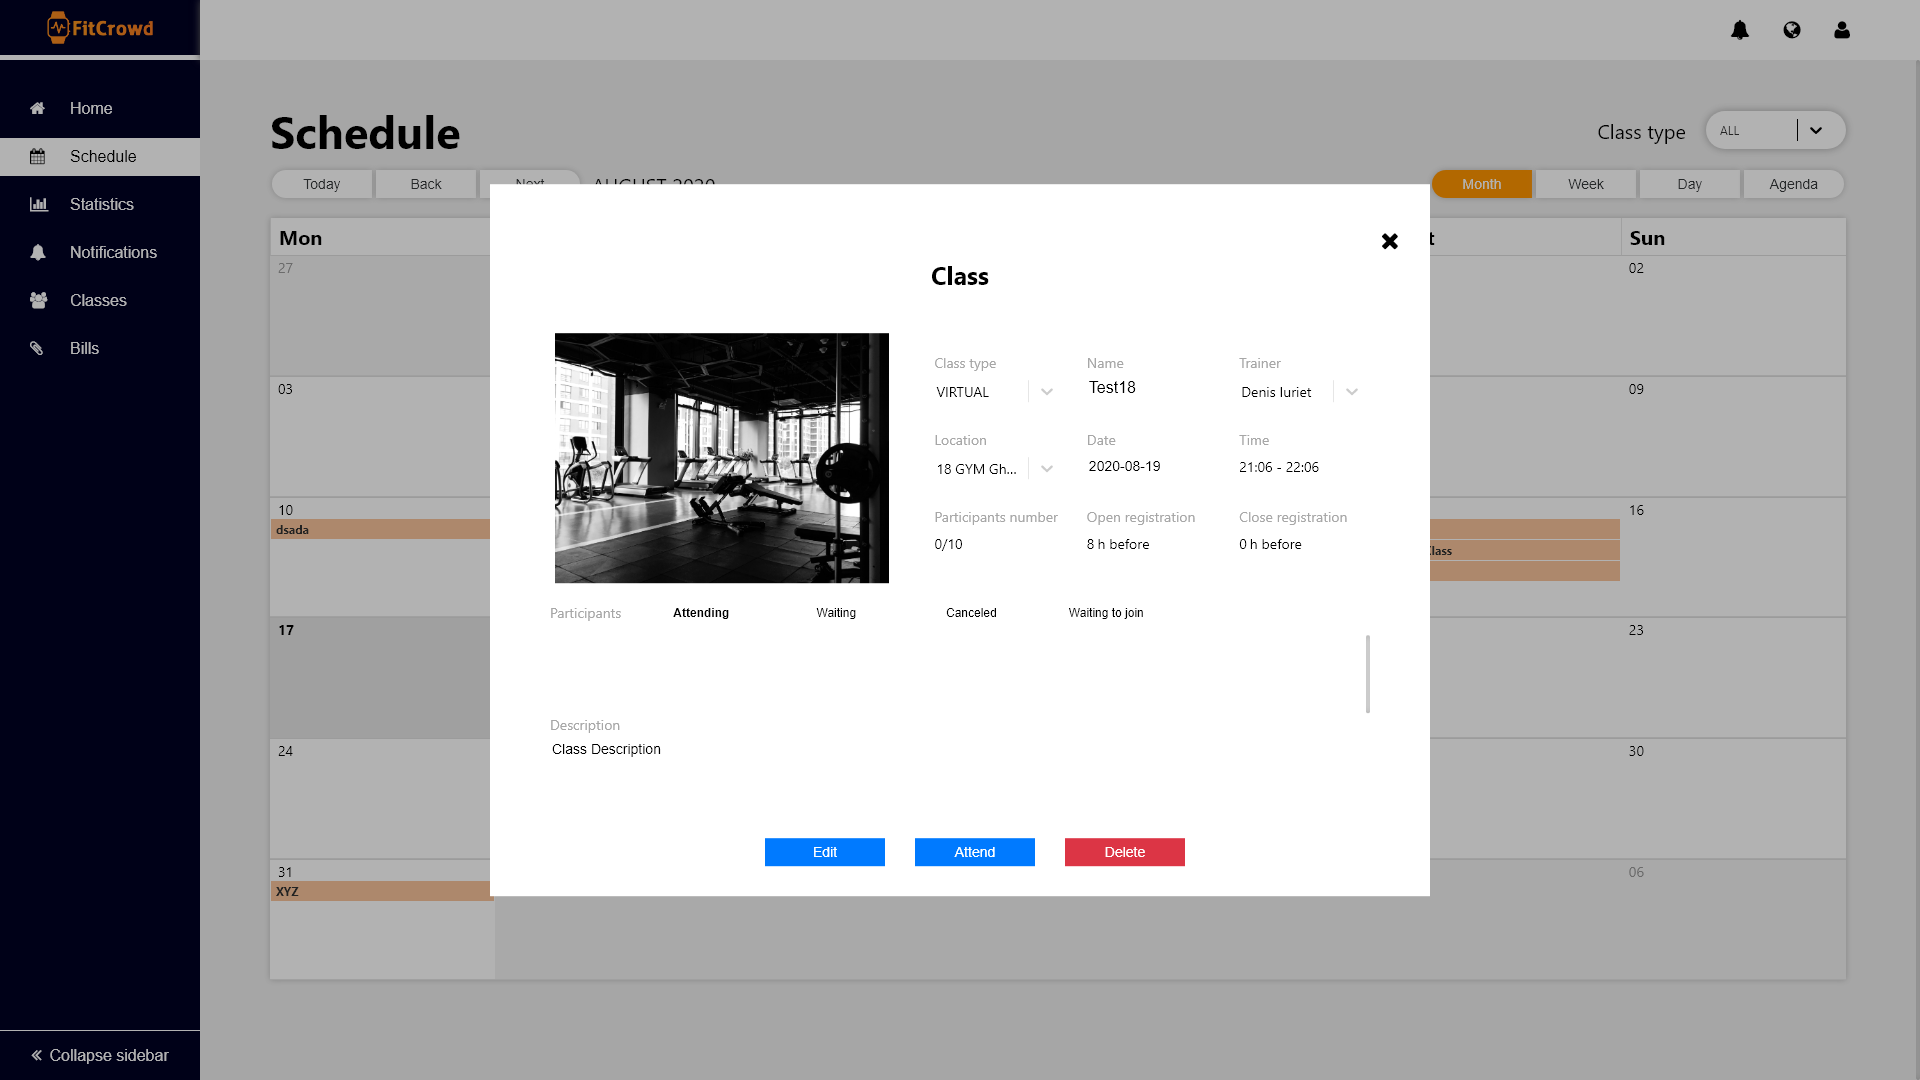 FitCrowd
Home
Schedule
Statistics
Notifications
Classes
Bills
Collapse sidebar
Schedule
Class type
ALL
Today
Back
Next
AUGUST 2020
Month
Week
Day
Agenda
Mon
Sun
27
02
03
09
10
dsada
16
17
23
24
30
31
XYZ
06
Class
Class type
Name
Trainer
VIRTUAL
Test18
Denis Iuriet
Location
Date
Time
18 GYM Gh...
2020-08-19
21:06 - 22:06
Participants number
Open registration
Close registration
0/10
8 h before
0 h before
Participants
Attending
Waiting
Canceled
Waiting to join
Description
Class Description
Edit
Attend
Delete